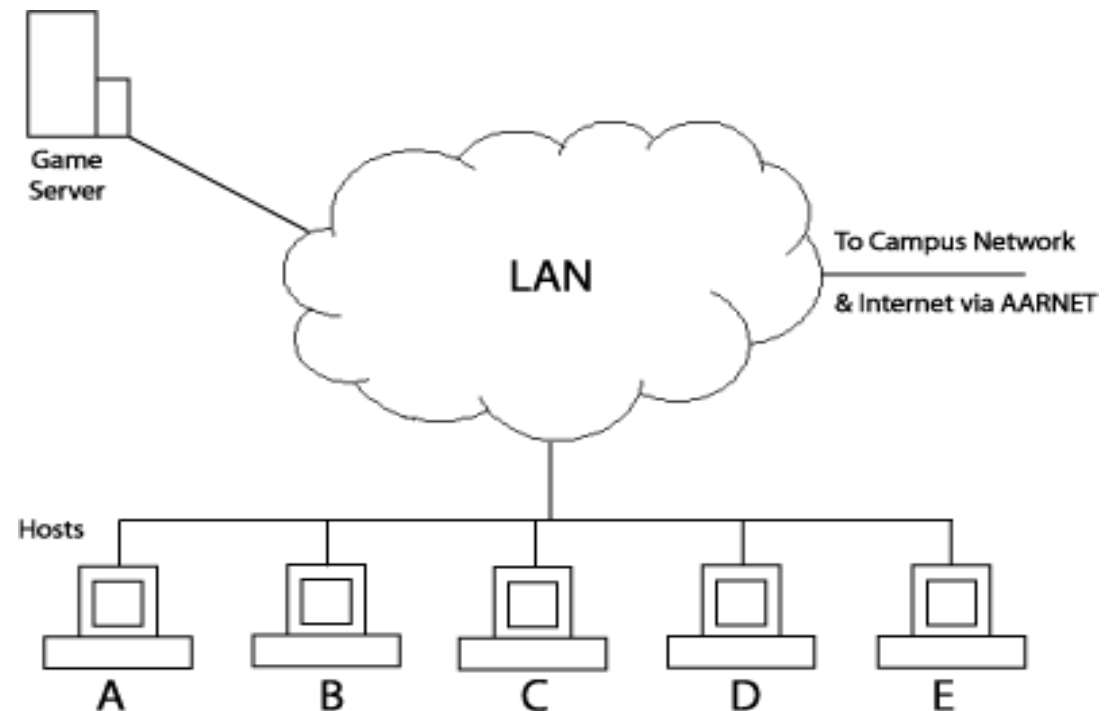 Game
Server
LAN
To Campus Network
& Internet via AARNET
Hosts
A B C D E